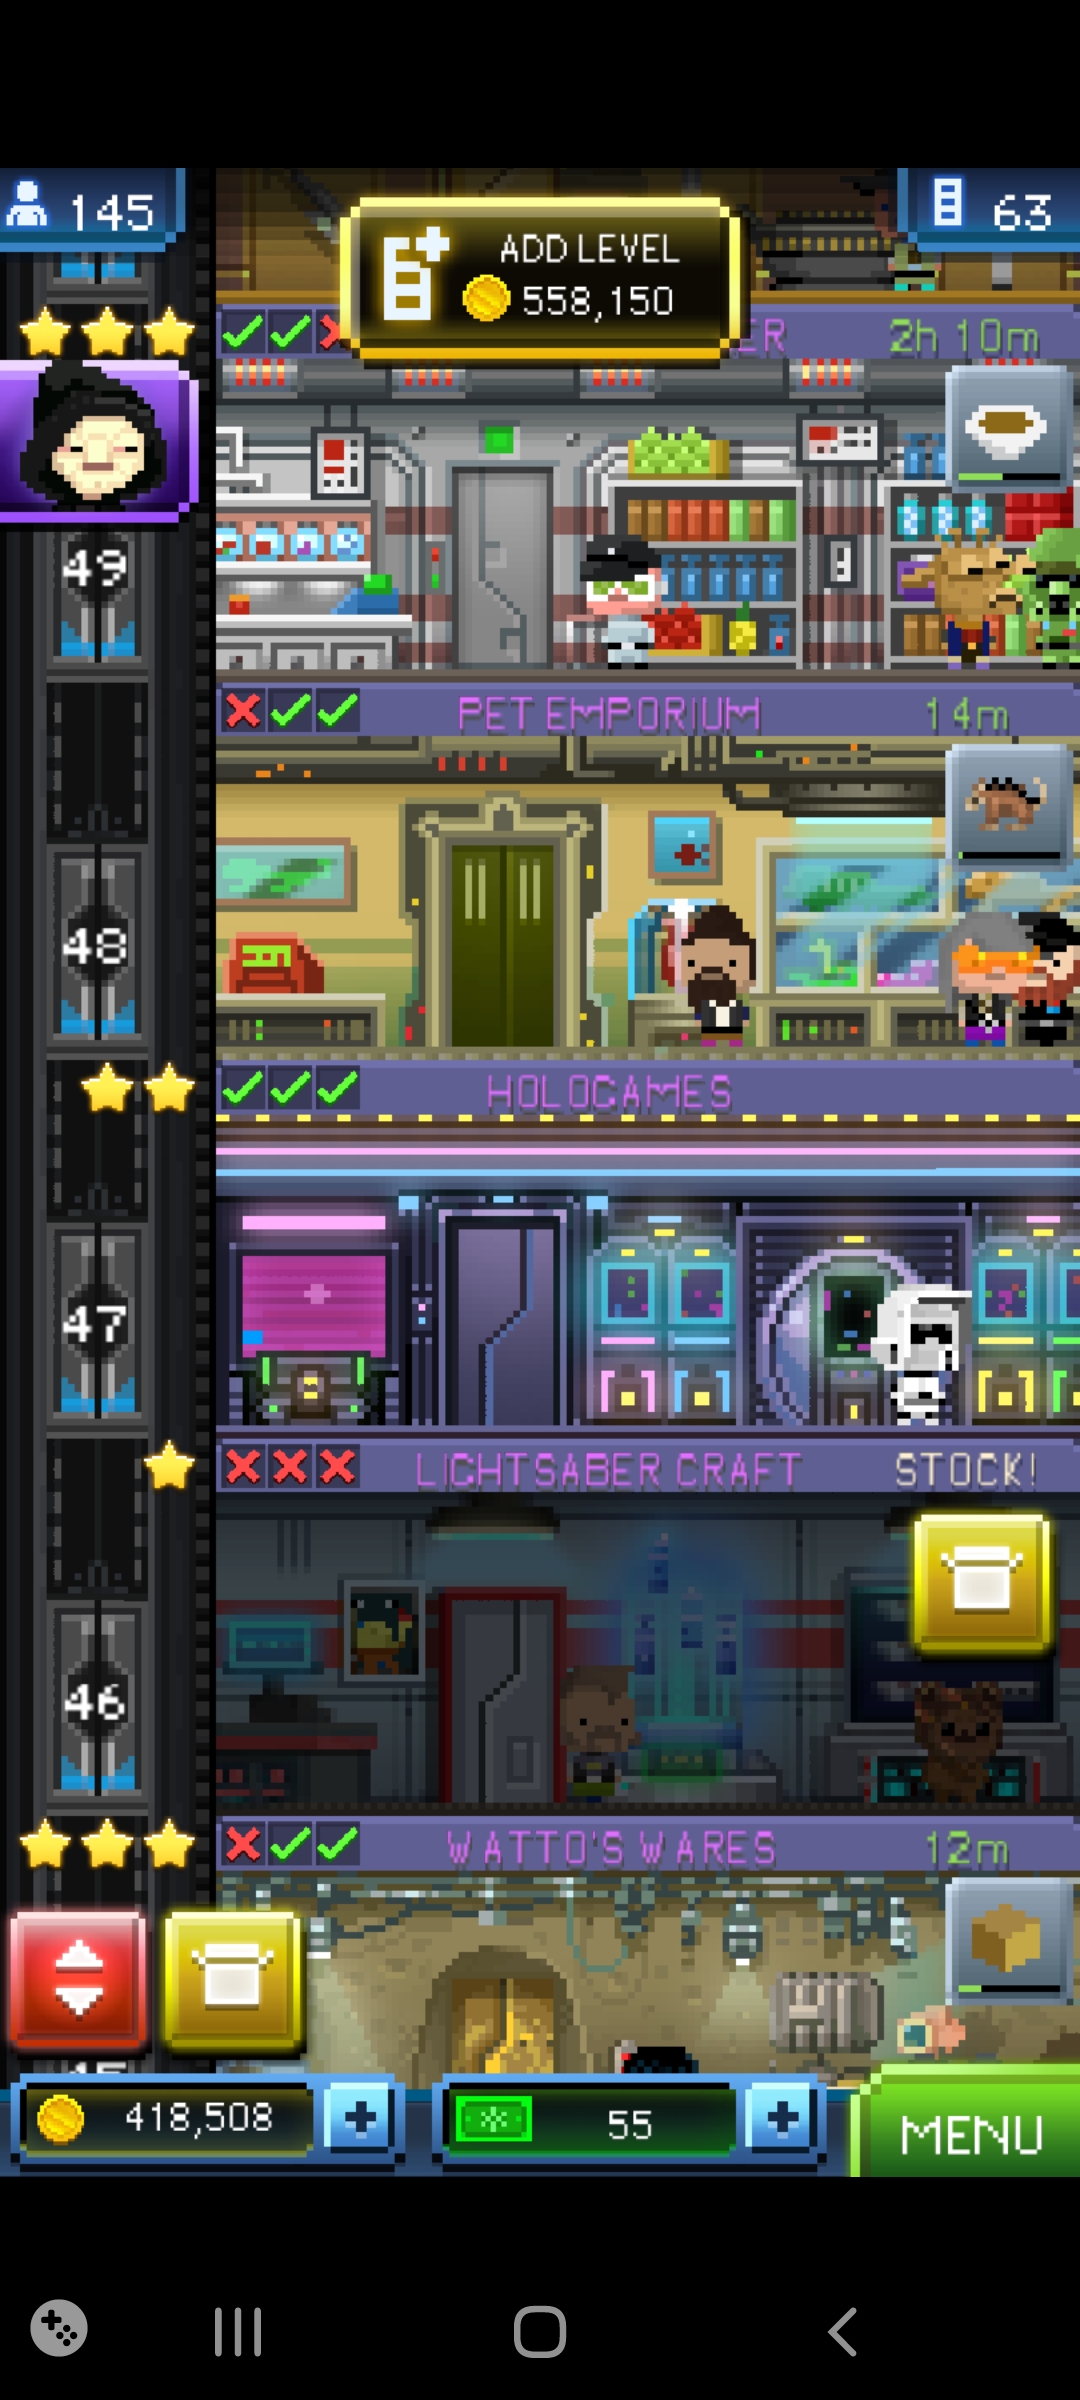 145
63
ADD LEVEL
558,150
ER 2h 10m
49
PET EMPORIUM 14m
48
HOLOGAMES
47
LIGHTSABER CRAFT STOCK!
46
WATTO'S WARES 12m
418,508
55
MENU